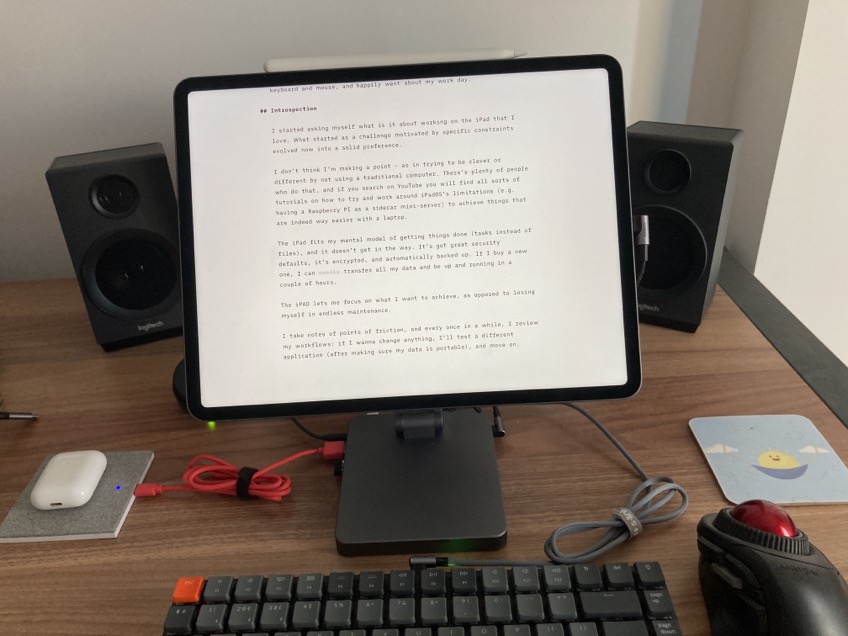 keyboard and mouse, and happily went about my work day.
## Introspection
I started asking myself what is it about working on the iPad that I
love. What started as a challenge motivated by specific constraints
evolved now into a solid preference.
I don't think I'm making a point - as in trying to be clever or
different by not using a traditional computer. There's plenty of people
who do that, and if you search on YouTube you will find all sorts of
tutorials on how to try and work around iPadOS's limitations (e.g.
having a Raspberry PI as a sidecar mini-server) to achieve things that
are indeed way easier with a laptop.
The iPad fits my mental model of getting things done (tasks instead of
files), and it doesn't get in the way. It's got great security
defaults, it's encrypted, and automatically backed up. If I buy a new
one, I can easily transfer all my data and be up and running in a
couple of hours.
The iPAD lets me focus on what I want to achieve, as opposed to losing
myself in endless maintenance.
I take notes of points of friction, and every once in a while, I review
my workflows: if I wanna change anything, I'll test a different
application (after making sure my data is portable), and move on.
logitech
logitech
page up
page down